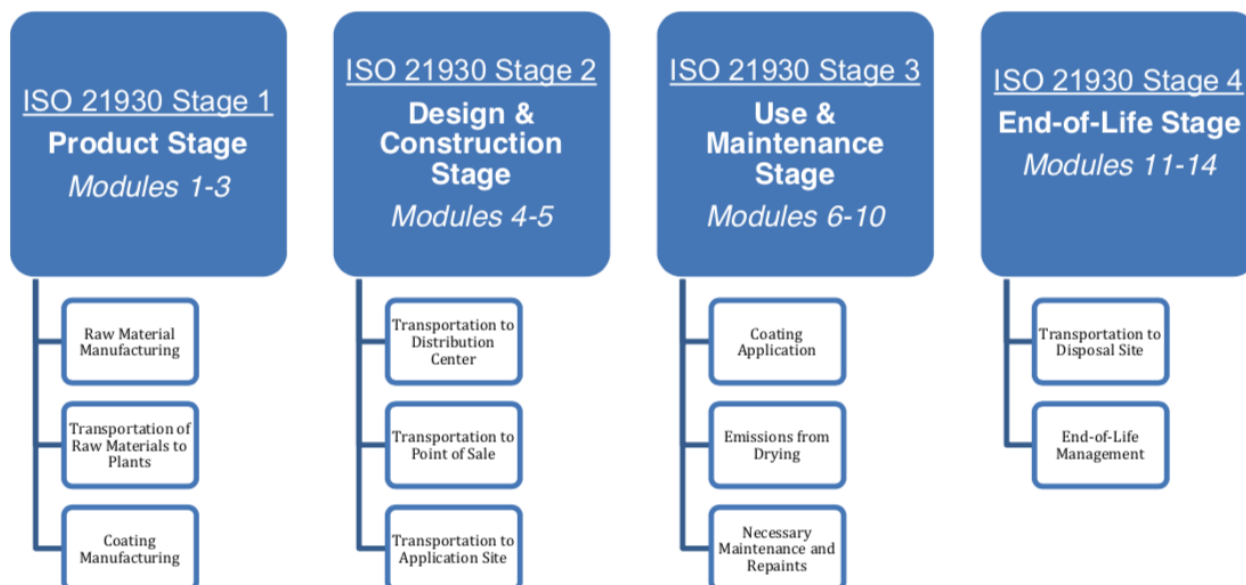 ISO 21930 Stage 1
Product Stage
Modules 1-3
Raw Material
Manufacturing
Transportation of
Raw Materials to
Plants
Coating
Manufacturing
ISO 21930 Stage 2
Design &
Construction
Stage
Modules 4-5
Transportation to
Distribution
Center
Transportation to
Point of Sale
Transportation to
Application Site
ISO 21930 Stage 3
Use &
Maintenance
Stage
Modules 6-10
Coating
Application
Emissions from
Drying
Necessary
Maintenance and
Repaints
ISO 21930 Stage 4
End-of-Life Stage
Modules 11-14
Transportation to
Disposal Site
End-of-Life
Management